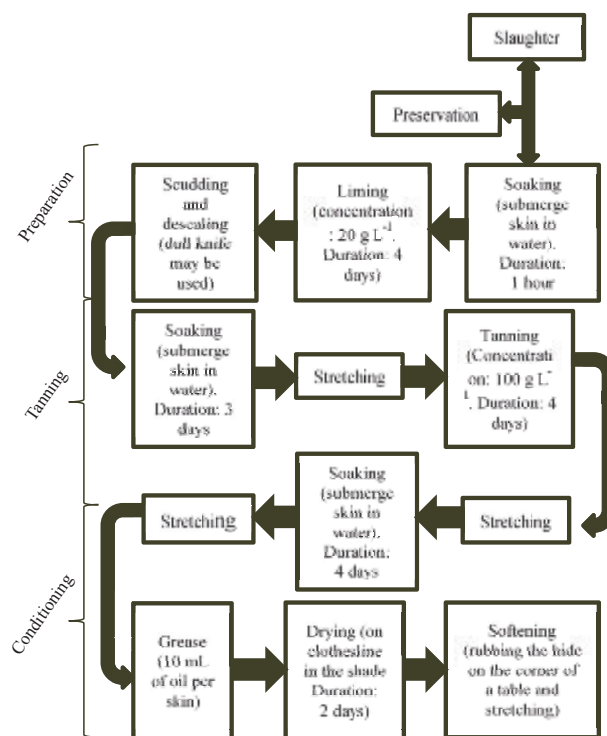 Slaughter
Preservation
Preparation
Soaking
(submerge
skin in
water).
Duration:
1 hour
Liming
(concentration
: 20 g L⁻¹.
Duration: 4
days)
Scudding
and
descaling
(dull knife
may be
used)
Tanning
Soaking
(submerge
skin in
water).
Duration: 3
days
Stretching
Tanning
(Concentrati
on: 100 g L⁻
¹. Duration: 4
days)
Conditioning
Stretching
Soaking
(submerge
skin in
water).
Duration:
4 days
Stretching
Grease
(10 mL
of oil per
skin)
Drying (on
clothesline
in the shade
Duration:
2 days)
Softening
(rubbing the hide
on the corner of
a table and
stretching)